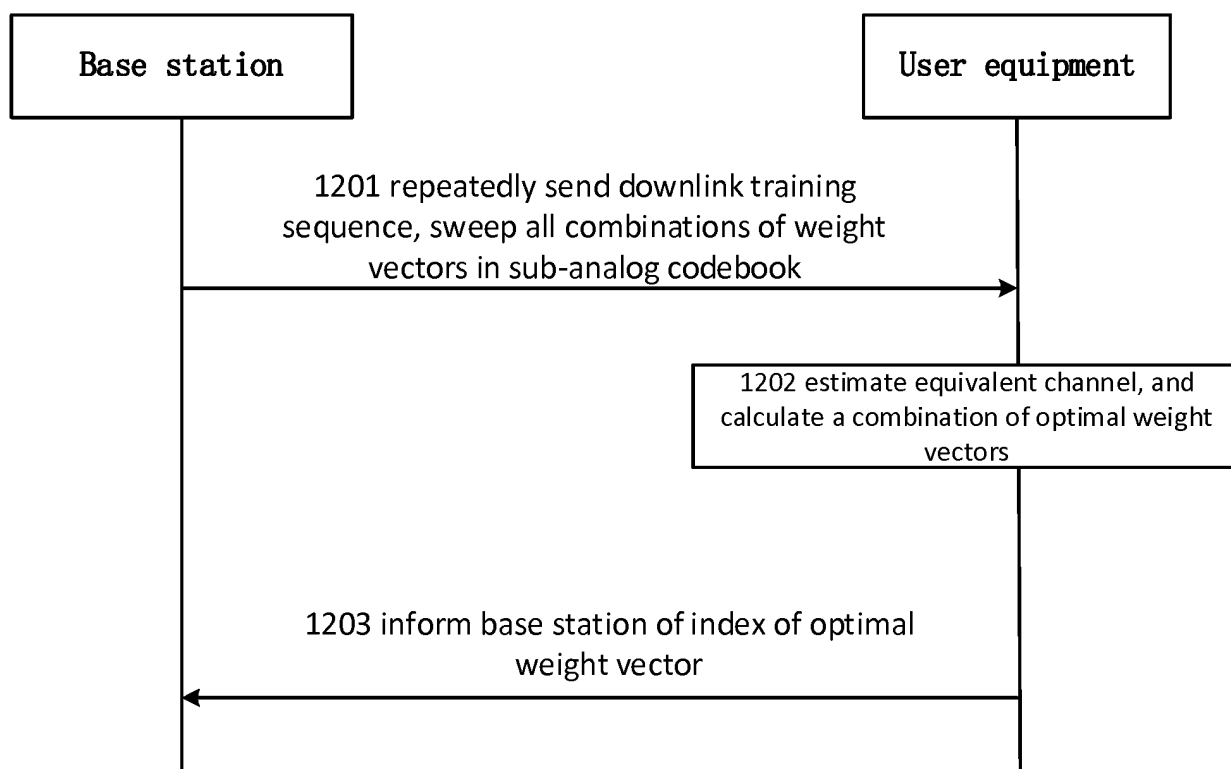 Base station
User equipment
1201 repeatedly send downlink training
sequence, sweep all combinations of weight
vectors in sub-analog codebook
1202 estimate equivalent channel, and
calculate a combination of optimal weight
vectors
1203 inform base station of index of optimal
weight vector